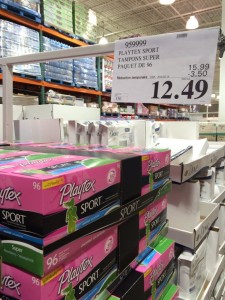 959999
PLAYTEX SPORT
TAMPONS SUPER
PAQUET DE 96
15.99
-3.50
12.49
96 Playtex
SPORT
Playtex
SPORT
Super
96 Playtex
SPORT
Playtex
SPORT